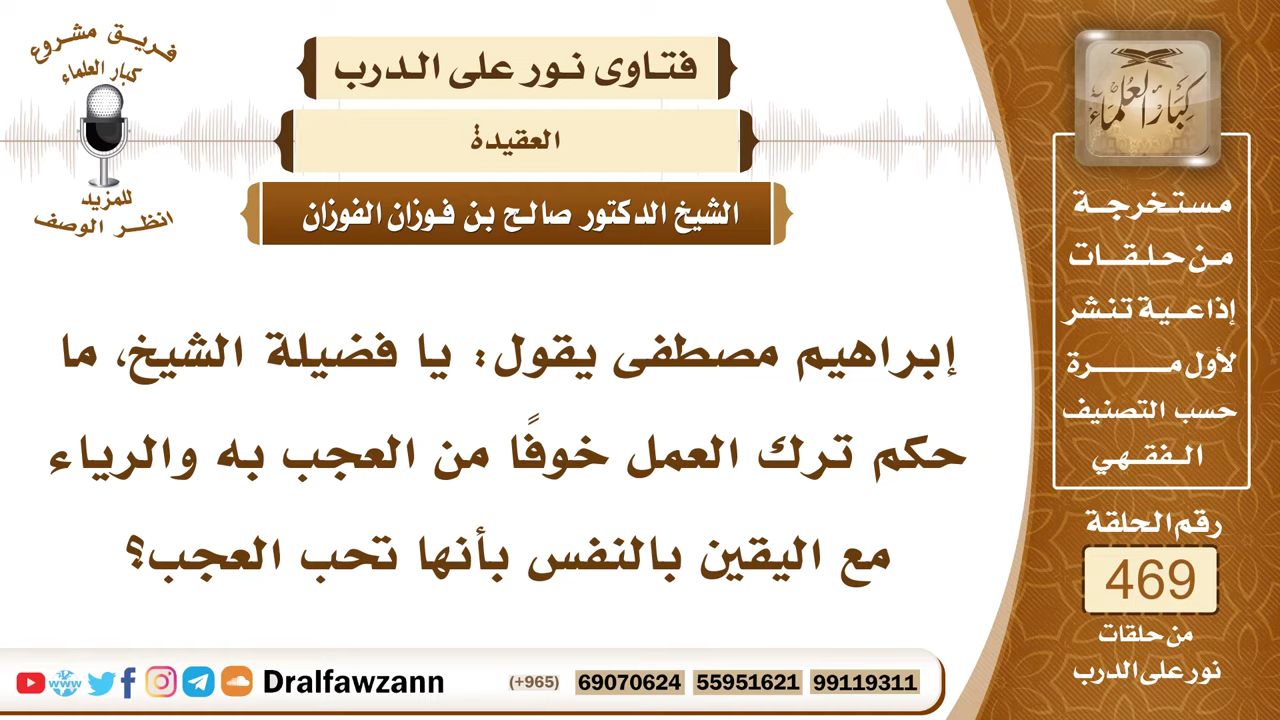 فتاوى نور على الدرب
العقيدة
الشيخ الدكتور صالح بن فوزان الفوزان
فريق مشروع
كبار العلماء
للمزيد
انظر الوصف
إبراهيم مصطفى يقول: يا فضيلة الشيخ، ما
حكم ترك العمل خوفًا من العجب به والرياء
مع اليقين بالنفس بأنها تحب العجب؟
كبار العلماء
مستخرجة
من حلقات
إذاعية تنشر
لأول مرة
حسب التصنيف
الفقهي
رقم الحلقة
469
من حلقات
نور على الدرب
www Dralfawzann (+965) 69070624 55951621 99119311